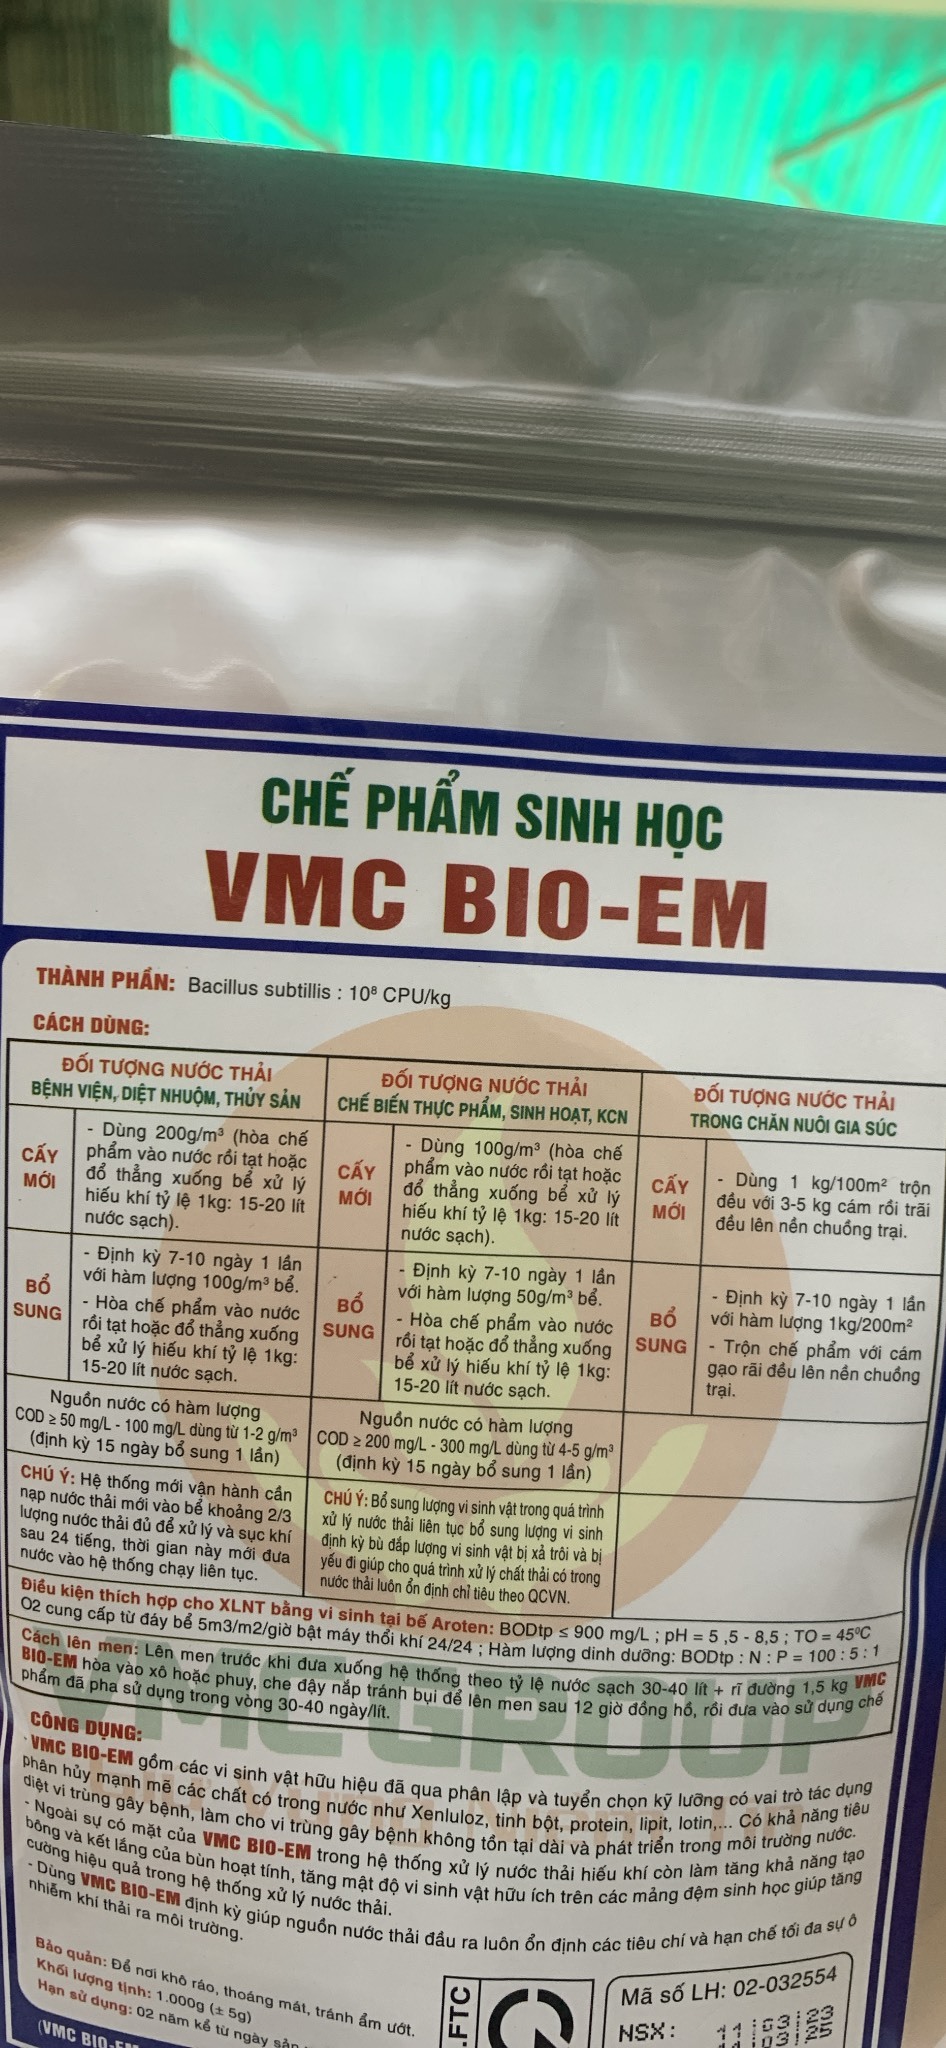 CHẾ PHẨM SINH HỌC
VMC BIO-EM
THÀNH PHẦN: Bacillus subtillis : 10⁸ CPU/kg
CÁCH DÙNG:
ĐỐI TƯỢNG NƯỚC THẢI
BỆNH VIỆN, DIỆT NHUỘM, THỦY SẢN
CẤY
MỚI
- Dùng 200g/m³ (hòa chế
phẩm vào nước rồi tạt hoặc
đổ thẳng xuống bể xử lý
hiếu khí tỷ lệ 1kg: 15-20 lít
nước sạch).
BỔ
SUNG
- Định kỳ 7-10 ngày 1 lần
với hàm lượng 100g/m³ bể.
- Hòa chế phẩm vào nước
rồi tạt hoặc đổ thẳng xuống
bể xử lý hiếu khí tỷ lệ 1kg:
15-20 lít nước sạch.
Nguồn nước có hàm lượng
COD ≥ 50 mg/L - 100 mg/L dùng từ 1-2 g/m³
(định kỳ 15 ngày bổ sung 1 lần)
CHÚ Ý: Hệ thống mới vận hành cần
nạp nước thải mới vào bể khoảng 2/3
lượng nước thải đủ để xử lý và sục khí
sau 24 tiếng, thời gian này mới đưa
nước vào hệ thống chạy liên tục.
ĐỐI TƯỢNG NƯỚC THẢI
CHẾ BIẾN THỰC PHẨM, SINH HOẠT, KCN
CẤY
MỚI
- Dùng 100g/m³ (hòa chế
phẩm vào nước rồi tạt hoặc
đổ thẳng xuống bể xử lý
hiếu khí tỷ lệ 1kg: 15-20 lít
nước sạch).
BỔ
SUNG
- Định kỳ 7-10 ngày 1 lần
với hàm lượng 50g/m³ bể.
- Hòa chế phẩm vào nước
rồi tạt hoặc đổ thẳng xuống
bể xử lý hiếu khí tỷ lệ 1kg:
15-20 lít nước sạch.
Nguồn nước có hàm lượng
COD ≥ 200 mg/L - 300 mg/L dùng từ 4-5 g/m³
(định kỳ 15 ngày bổ sung 1 lần)
CHÚ Ý: Bổ sung lượng vi sinh vật trong quá trình
xử lý nước thải liên tục bổ sung lượng vi sinh
định kỳ bù đắp lượng vi sinh vật bị xả trôi và bị
yếu đi giúp cho quá trình xử lý chất thải có trong
nước thải luôn ổn định chỉ tiêu theo QCVN.
ĐỐI TƯỢNG NƯỚC THẢI
TRONG CHĂN NUÔI GIA SÚC
CẤY
MỚI
- Dùng 1 kg/100m² trộn
đều với 3-5 kg cám rồi trãi
đều lên nền chuồng trại.
BỔ
SUNG
- Định kỳ 7-10 ngày 1 lần
với hàm lượng 1kg/200m²
- Trộn chế phẩm với cám
gạo rãi đều lên nền chuồng
trại.
Điều kiện thích hợp cho XLNT bằng vi sinh tại bế Aroten: BODtp ≤ 900 mg/L ; pH = 5 ,5 - 8,5 ; TO = 45⁰C
O2 cung cấp từ đáy bể 5m3/m2/giờ bật máy thổi khí 24/24 ; Hàm lượng dinh dưỡng: BODtp : N : P = 100 : 5 : 1
Cách lên men: Lên men trước khi đưa xuống hệ thống theo tỷ lệ nước sạch 30-40 lít + rĩ đường 1,5 kg VMC
BIO-EM hòa vào xô hoặc phuy, che đậy nắp tránh bụi để lên men sau 12 giờ đồng hồ, rồi đưa vào sử dụng chế
phẩm đã pha sử dụng trong vòng 30-40 ngày/lít.
VMC GROUP
CÔNG DỤNG:
- VMC BIO-EM gồm các vi sinh vật hữu hiệu đã qua phân lập và tuyển chọn kỹ lưỡng có vai trò tác dụng
phân hủy mạnh mẽ các chất có trong nước như Xenluloz, tinh bột, protein, lipit, lotin,... Có khả năng tiêu
diệt vi trùng gây bệnh, làm cho vi trùng gây bệnh không tồn tại dài và phát triển trong môi trường nước.
- Ngoài sự có mặt của VMC BIO-EM trong hệ thống xử lý nước thải hiếu khí còn làm tăng khả năng tạo
bông và kết lắng của bùn hoạt tính, tăng mật độ vi sinh vật hữu ích trên các mảng đệm sinh học giúp tăng
cường hiệu quả trong hệ thống xử lý nước thải.
- Dùng VMC BIO-EM định kỳ giúp nguồn nước thải đầu ra luôn ổn định các tiêu chí và hạn chế tối đa sự ô
nhiễm khí thải ra môi trường.
Bảo quản: Để nơi khô ráo, thoáng mát, tránh ẩm ướt.
Khối lượng tịnh: 1.000g (± 5g)
Hạn sử dụng: 02 năm kể từ ngày sản
(VMC BIO-EM
.FTC
Mã số LH: 02-032554
NSX: